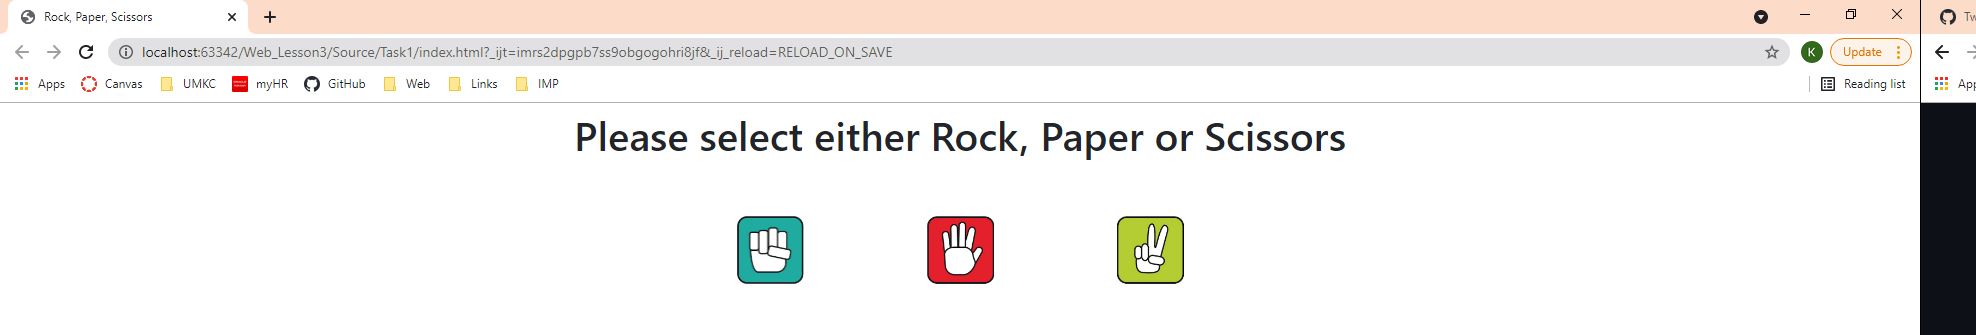 Rock, Paper, Scissors
Tw
localhost:63342/Web_Lesson3/Source/Task1/index.html?_ijt=imrs2dpgpb7ss9obgogohri8jf&_ij_reload=RELOAD_ON_SAVE
K
Update
Apps Canvas UMKC myHR GitHub Web Links IMP
Reading list
App
Please select either Rock, Paper or Scissors